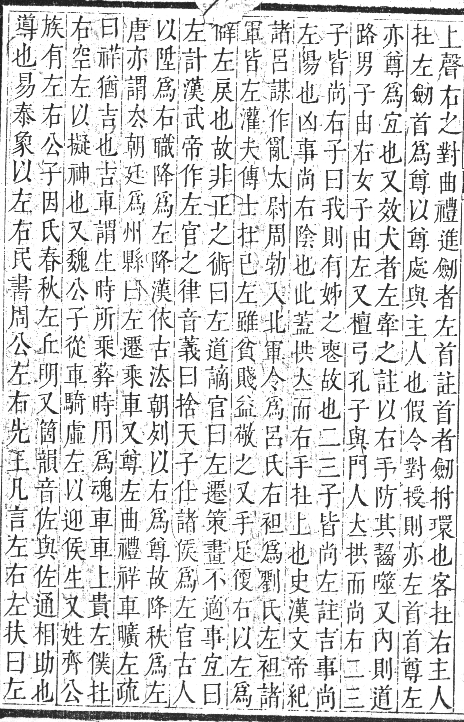 上聲右之對曲禮進劒者左首註首者劒拊環也客在右主人
在左劒首爲尊以尊處與主人也假令對授則亦左首首尊左
亦尊爲宜也又效犬者左牽之註以右手防其齧噬又內則道
路男子由右女子由左又檀弓孔子與門人立拱而尚右二三
子皆尚右子曰我則有姊之喪故也二三子皆尚左註吉事尚
左陽也凶事尚右陰也此蓋拱立而右手在上也史漢文帝紀
諸呂謀作亂太尉周勃入北軍令爲呂氏右袒爲劉氏左袒諸
軍皆左灌夫傳士在已左雖貧賤益敬之又手足便右以左爲
僻左戾也故非正之術曰左道謫官曰左遷策畫不適事宜曰
左計漢武帝作左官之律音義曰捨天子仕諸侯爲左官古人
以陞爲右職降爲左降漢依古法朝列以右爲尊故降秩爲左
唐亦謂去朝廷爲州縣曰左遷乘車又尊左曲禮祥車曠左疏
曰祥猶吉也吉車謂生時所乘葬時用爲魂車車上貴左僕在
右空左以擬神也又魏公子從車騎虛左以迎侯生又姓齊公
族有左右公子因氏春秋左丘明又箇韻音佐與佐通相助也
導也易泰象以左右民書周公左右先王凡言左右左扶曰左